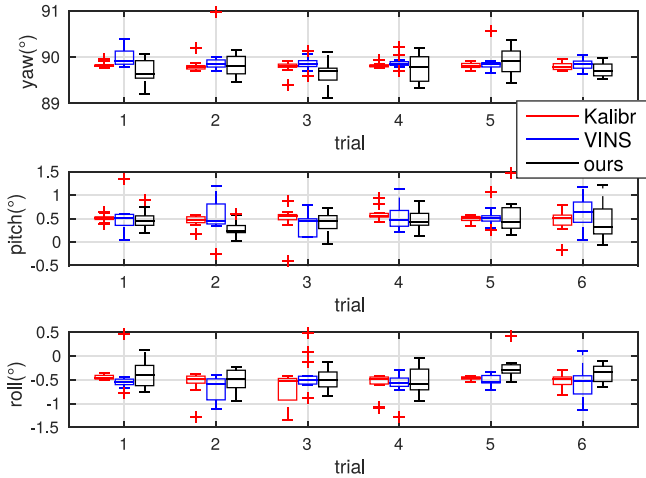 91
90
89
yaw(°)
1 2 3 4 5 6
trial
Kalibr
VINS
ours
1.5
1
0.5
0
-0.5
pitch(°)
1 2 3 4 5 6
trial
0.5
0
-0.5
-1
-1.5
roll(°)
1 2 3 4 5 6
trial